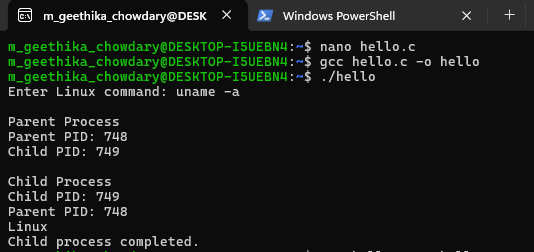 m_geethika_chowdary@DESK
Windows PowerShell
m_geethika_chowdary@DESKTOP-I5UEBN4:~$ nano hello.c
m_geethika_chowdary@DESKTOP-I5UEBN4:~$ gcc hello.c -o hello
m_geethika_chowdary@DESKTOP-I5UEBN4:~$ ./hello
Enter Linux command: uname -a
Parent Process
Parent PID: 748
Child PID: 749
Child Process
Child PID: 749
Parent PID: 748
Linux
Child process completed.